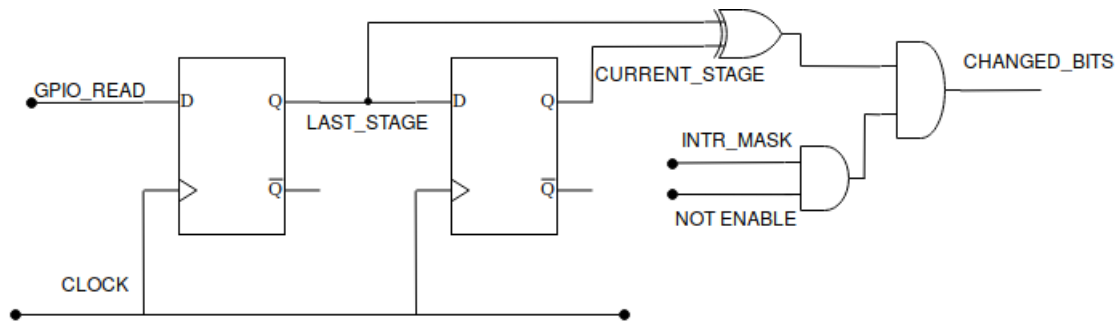 CHANGED_BITS
CURRENT_STAGE
GPIO_READ
D
Q
LAST_STAGE
D
Q
INTR_MASK
Q̅
Q̅
NOT ENABLE
CLOCK